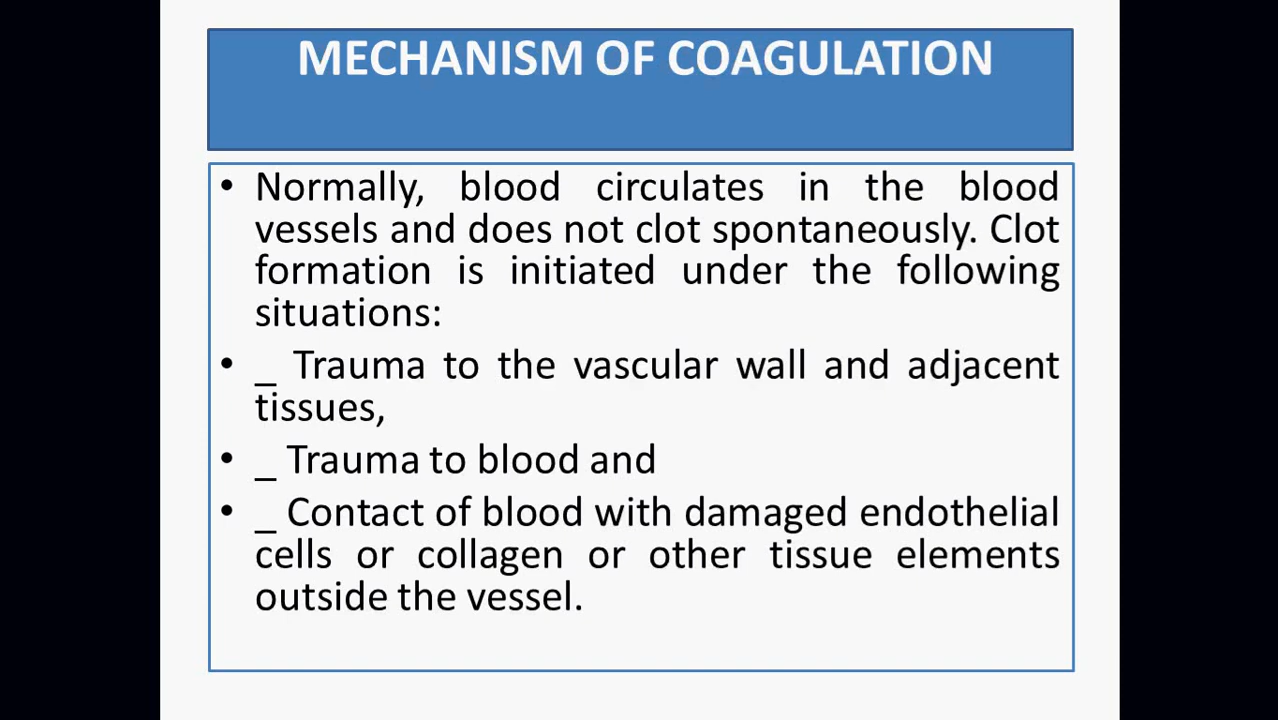 MECHANISM OF COAGULATION
• Normally, blood circulates in the blood
vessels and does not clot spontaneously. Clot
formation is initiated under the following
situations:
• _ Trauma to the vascular wall and adjacent
tissues,
• _ Trauma to blood and
• _ Contact of blood with damaged endothelial
cells or collagen or other tissue elements
outside the vessel.